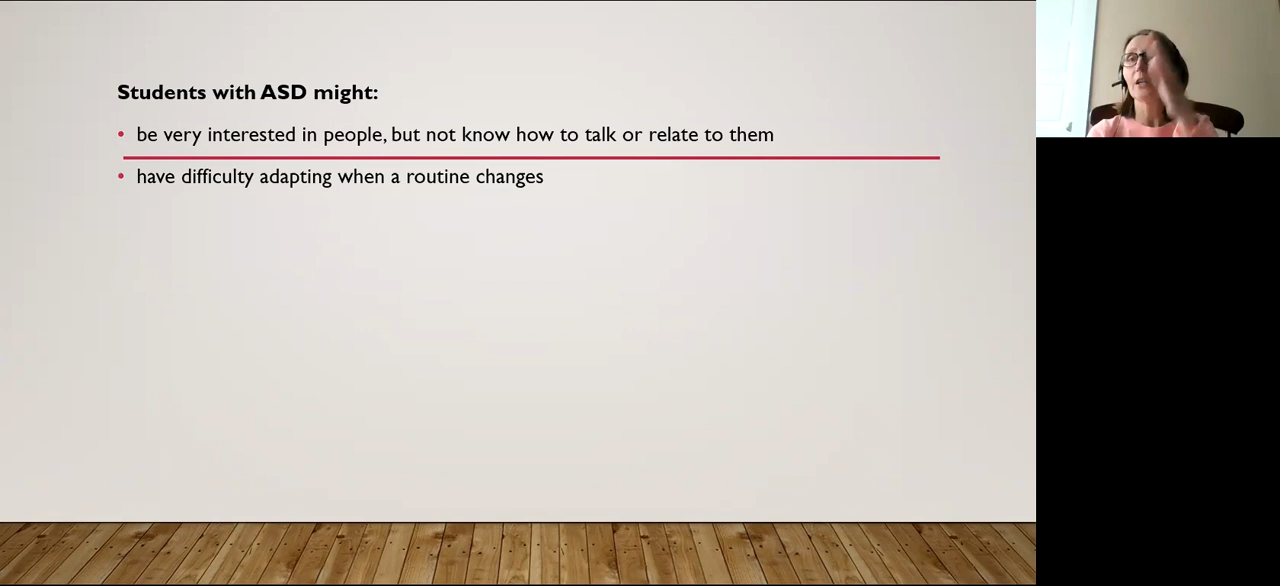 Students with ASD might:
• be very interested in people, but not know how to talk or relate to them
• have difficulty adapting when a routine changes